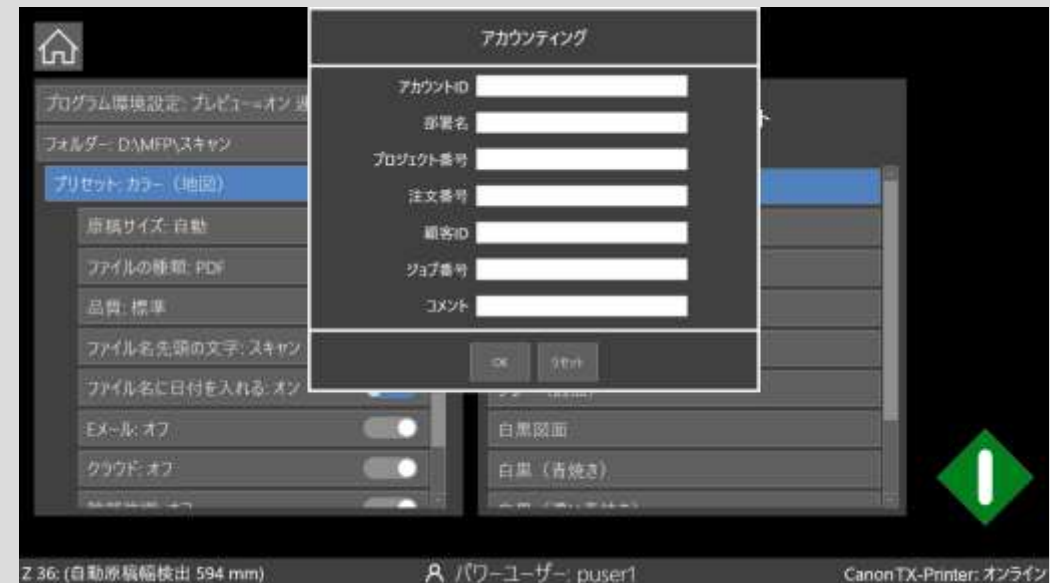 アカウンティング
アカウントID
部署名
プロジェクト番号
注文番号
顧客ID
ジョブ番号
コメント
OK
リセット
プログラム環境設定: プレビュー=オン
フォルダー: D:\MFP\スキャン
プリセット: カラー（地図）
原稿サイズ: 自動
ファイルの種類: PDF
品質: 標準
ファイル名先頭の文字: スキャン
ファイル名に日付を入れる: オン
Eメール: オフ
クラウド: オフ
白黒図面
白黒（青焼き）
Z 36: (自動原稿幅検出 594 mm)
パワーユーザー: puser1
Canon TX-Printer: オンライン